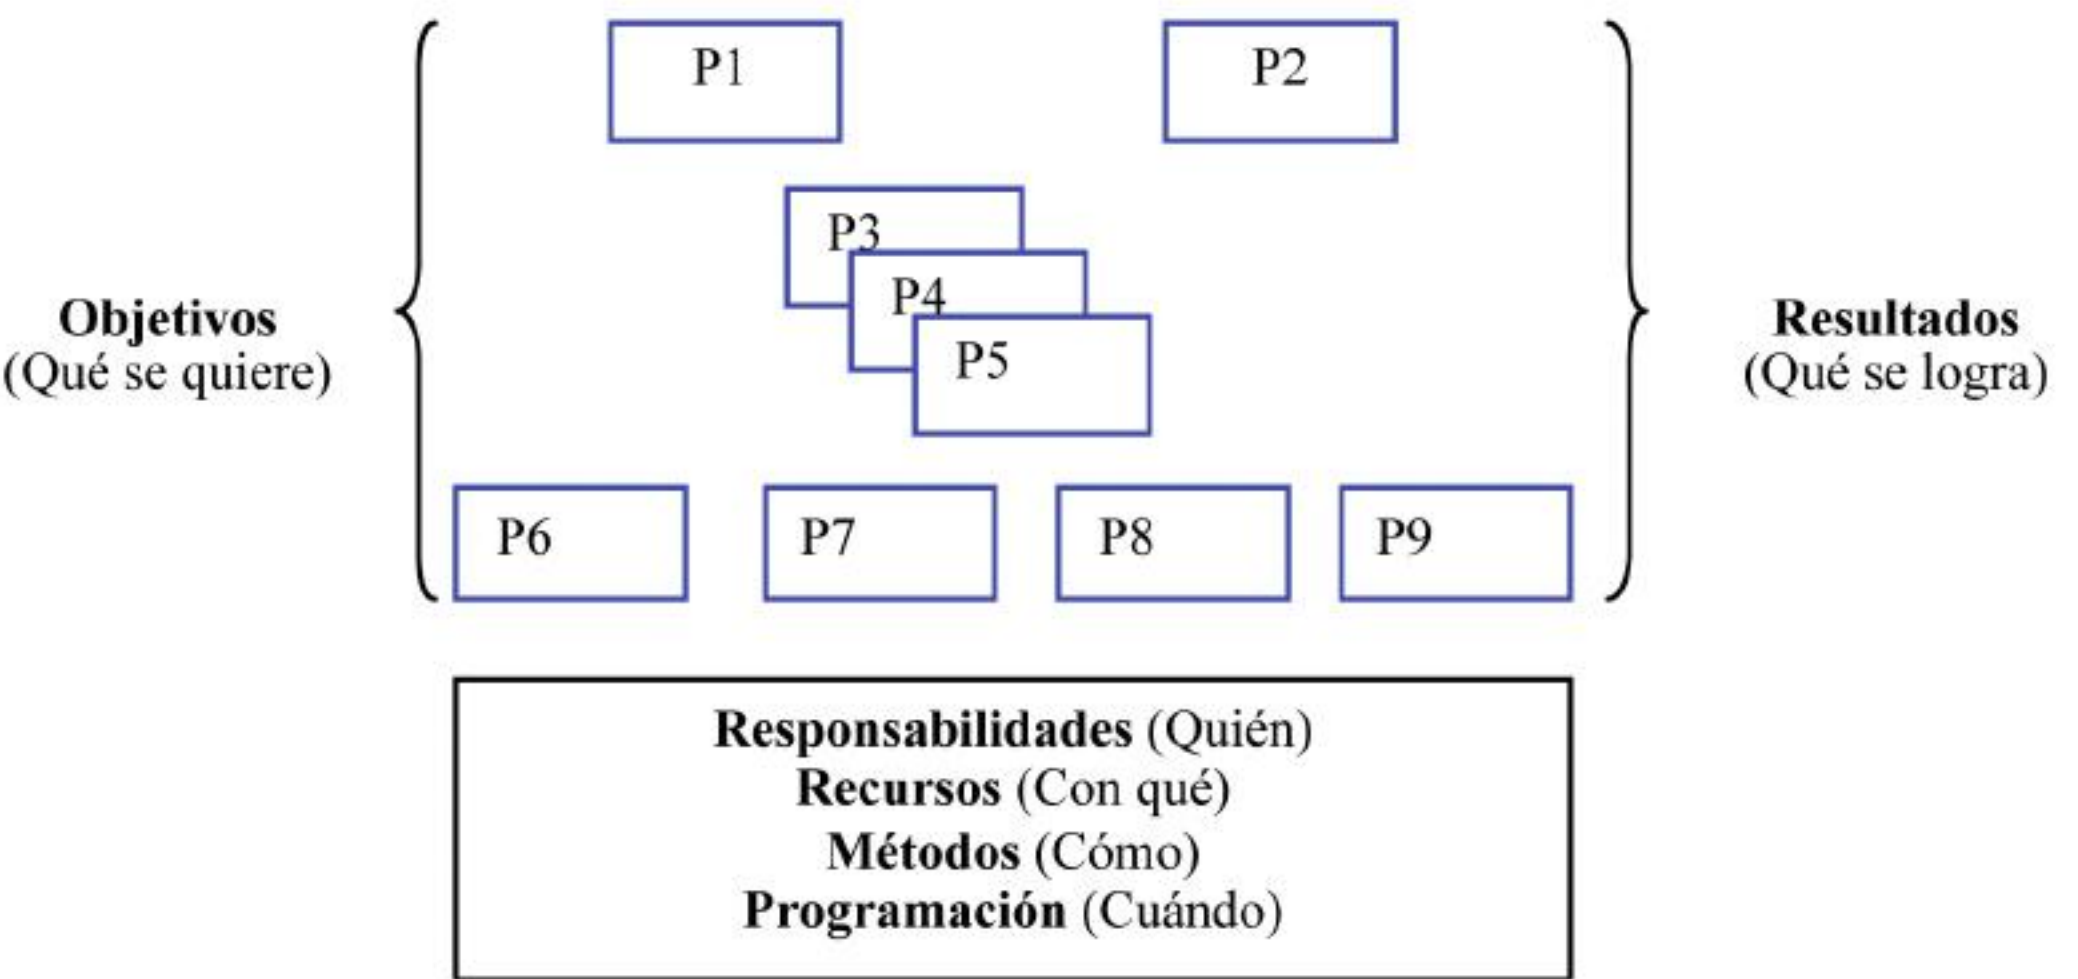 P1
P2
P3
P4
P5
Objetivos
(Qué se quiere)
Resultados
(Qué se logra)
P6
P7
P8
P9
Responsabilidades (Quién)
Recursos (Con qué)
Métodos (Cómo)
Programación (Cuándo)